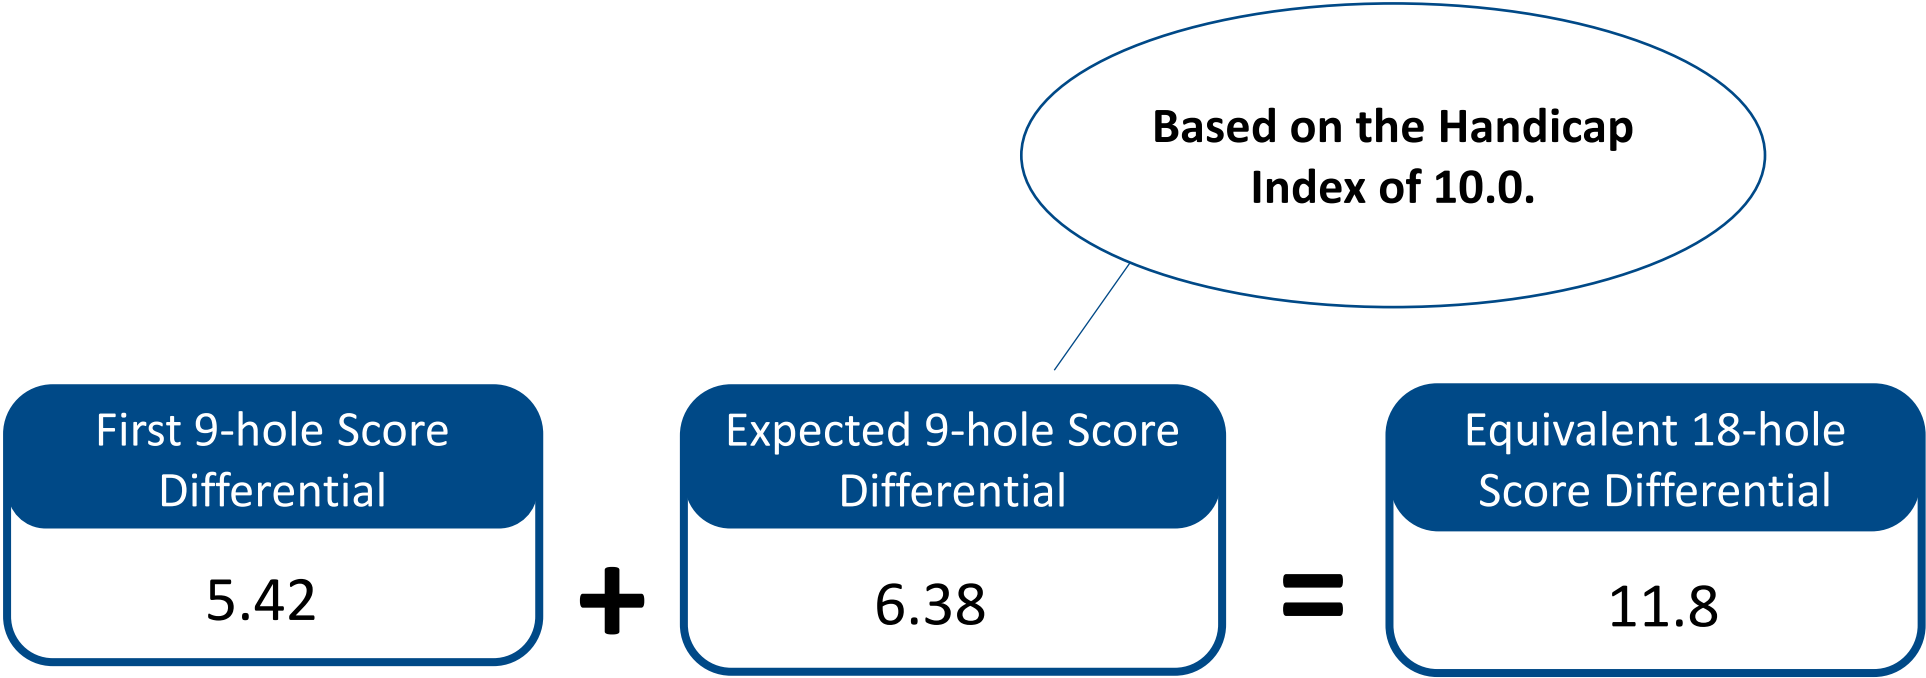 Based on the Handicap
Index of 10.0.
First 9-hole Score
Differential
5.42
+
Expected 9-hole Score
Differential
6.38
=
Equivalent 18-hole
Score Differential
11.8